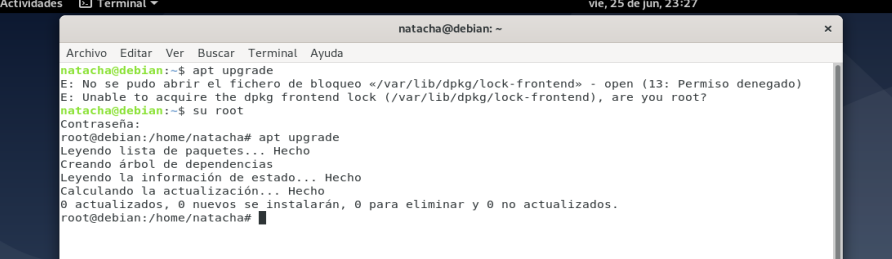 Actividades Terminal vie, 25 de jun, 23:27
natacha@debian: ~ ×
Archivo Editar Ver Buscar Terminal Ayuda
natacha@debian:~$ apt upgrade
E: No se pudo abrir el fichero de bloqueo «/var/lib/dpkg/lock-frontend» - open (13: Permiso denegado)
E: Unable to acquire the dpkg frontend lock (/var/lib/dpkg/lock-frontend), are you root?
natacha@debian:~$ su root
Contraseña:
root@debian:/home/natacha# apt upgrade
Leyendo lista de paquetes... Hecho
Creando árbol de dependencias
Leyendo la información de estado... Hecho
Calculando la actualización... Hecho
0 actualizados, 0 nuevos se instalarán, 0 para eliminar y 0 no actualizados.
root@debian:/home/natacha#